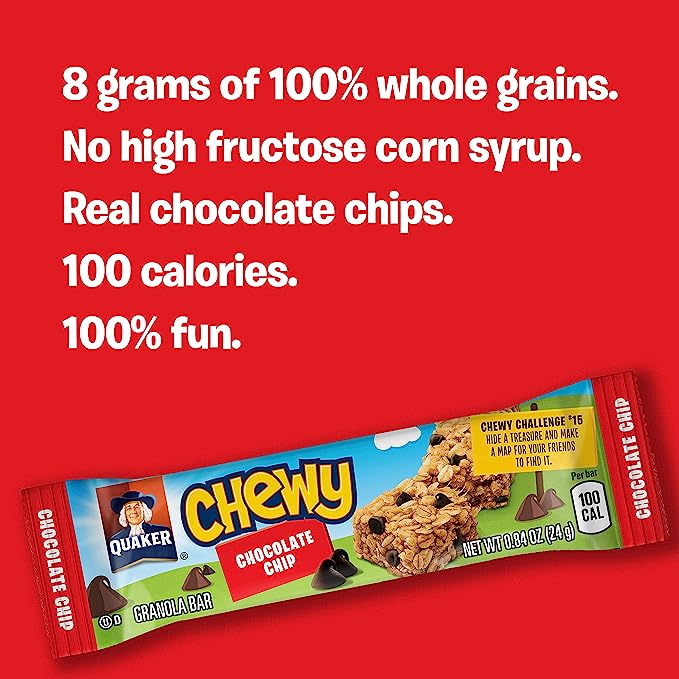 8 grams of 100% whole grains.
No high fructose corn syrup.
Real chocolate chips.
100 calories.
100% fun.
CHOCOLATE CHIP
QUAKER
®
CHEWY
CHOCOLATE
CHIP
GRANOLA BAR
U D
CHEWY CHALLENGE #15
HIDE A TREASURE AND MAKE
A MAP FOR YOUR FRIENDS
TO FIND IT.
Per bar
100
CAL
NET WT 0.84 OZ (24 g)
CHOCOLATE CHIP